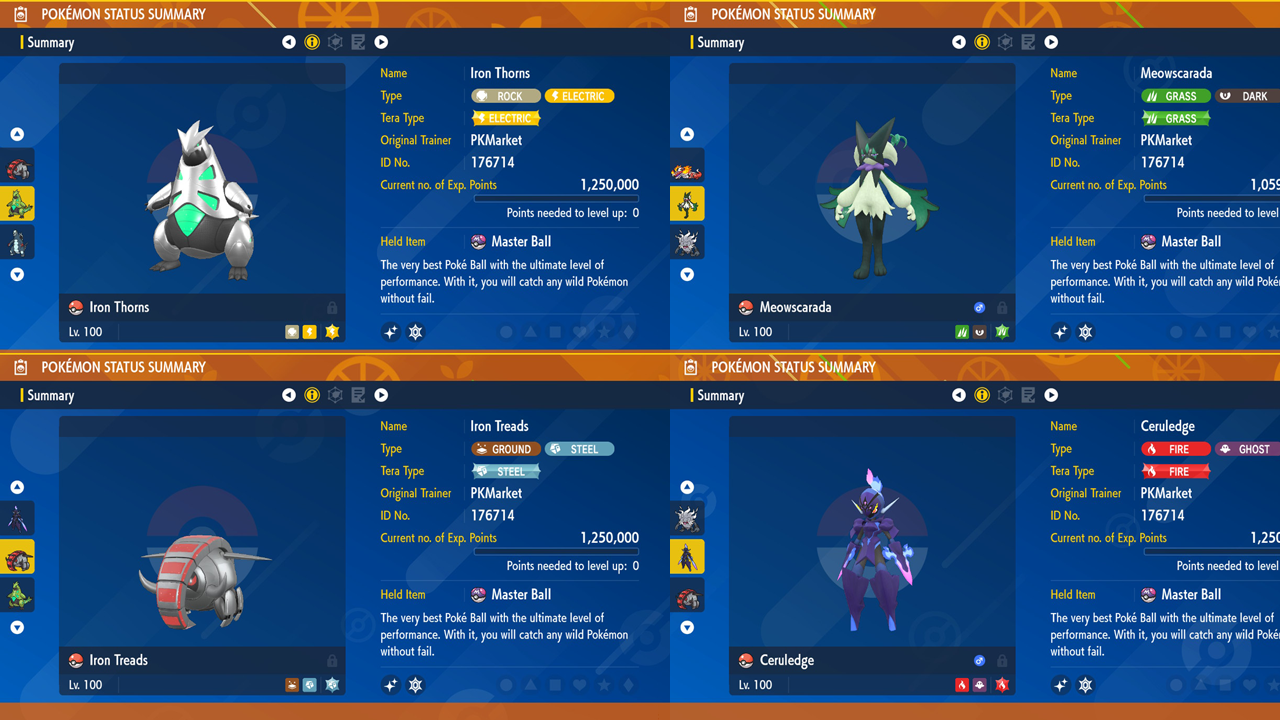 POKÉMON STATUS SUMMARY
Summary
Name Iron Thorns
Type ROCK ELECTRIC
Tera Type ELECTRIC
Original Trainer PKMarket
ID No. 176714
Current no. of Exp. Points 1,250,000
Points needed to level up: 0
Held Item Master Ball
The very best Poké Ball with the ultimate level of
performance. With it, you will catch any wild Pokémon
without fail.
Iron Thorns
Lv. 100
POKÉMON STATUS SUMMARY
Summary
Name Meowscarada
Type GRASS DARK
Tera Type GRASS
Original Trainer PKMarket
ID No. 176714
Current no. of Exp. Points 1,059
Points needed to level
Held Item Master Ball
The very best Poké Ball with the ultimate level
performance. With it, you will catch any wild
without fail.
Meowscarada
Lv. 100
POKÉMON STATUS SUMMARY
Summary
Name Iron Treads
Type GROUND STEEL
Tera Type STEEL
Original Trainer PKMarket
ID No. 176714
Current no. of Exp. Points 1,250,000
Points needed to level up: 0
Held Item Master Ball
The very best Poké Ball with the ultimate level of
performance. With it, you will catch any wild Pokémon
without fail.
Iron Treads
Lv. 100
POKÉMON STATUS SUMMARY
Summary
Name Ceruledge
Type FIRE GHOST
Tera Type FIRE
Original Trainer PKMarket
ID No. 176714
Current no. of Exp. Points 1,250
Points needed to level
Held Item Master Ball
The very best Poké Ball with the ultimate level
performance. With it, you will catch any wild
without fail.
Ceruledge
Lv. 100